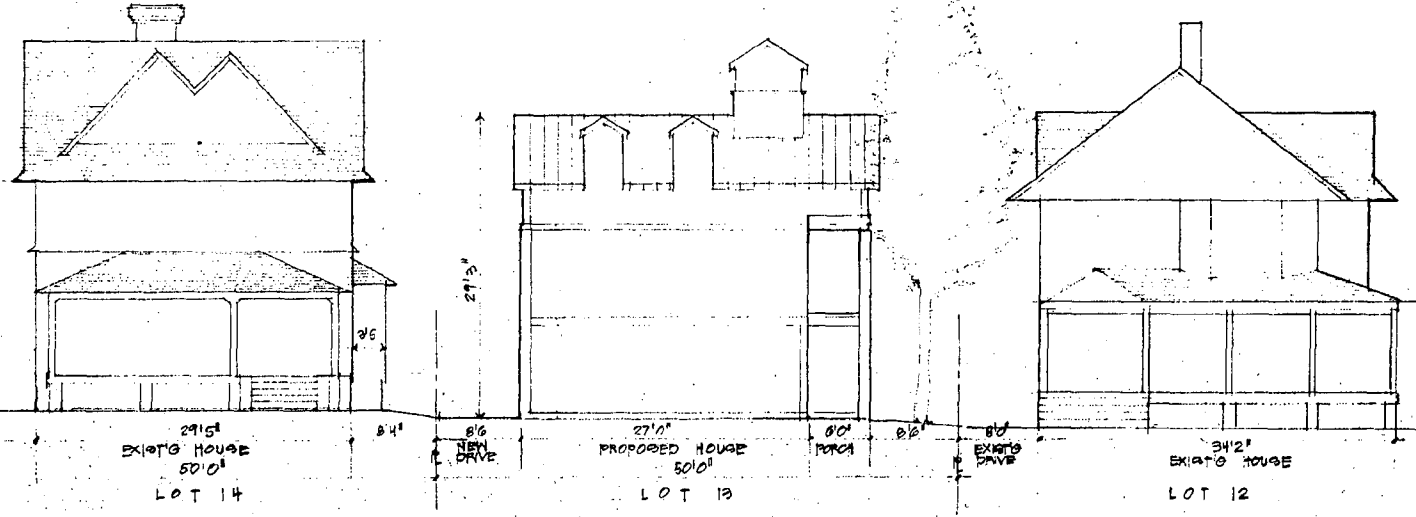 29'3"
3'6
29'5"
8'4"
8'6
27'0"
6'0"
8'6"
8'0"
34'2"
EXIST'G HOUSE
NEW DRIVE
PROPOSED HOUSE
PORCH
EXIST'G DRIVE
EXIST'G HOUSE
50'0"
50'0"
LOT 14
LOT 13
LOT 12